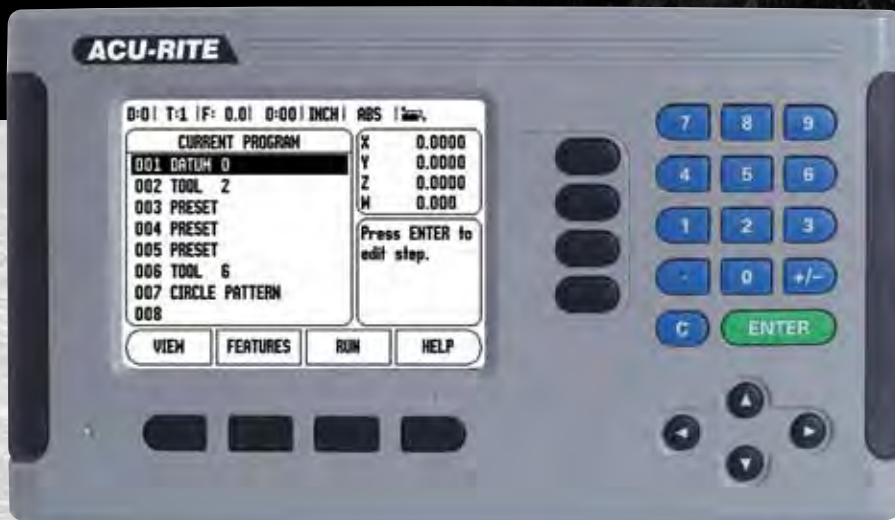 ACU-RITE
D:0| T:1 |F: 0.0| 0:00| INCH| ABS |
CURRENT PROGRAM
001 DATUM 0
002 TOOL 2
003 PRESET
004 PRESET
005 PRESET
006 TOOL 6
007 CIRCLE PATTERN
008
X 0.0000
Y 0.0000
Z 0.0000
W 0.000
Press ENTER to
edit step.
VIEW FEATURES RUN HELP
7 8 9
4 5 6
1 2 3
. 0 +/-
C ENTER